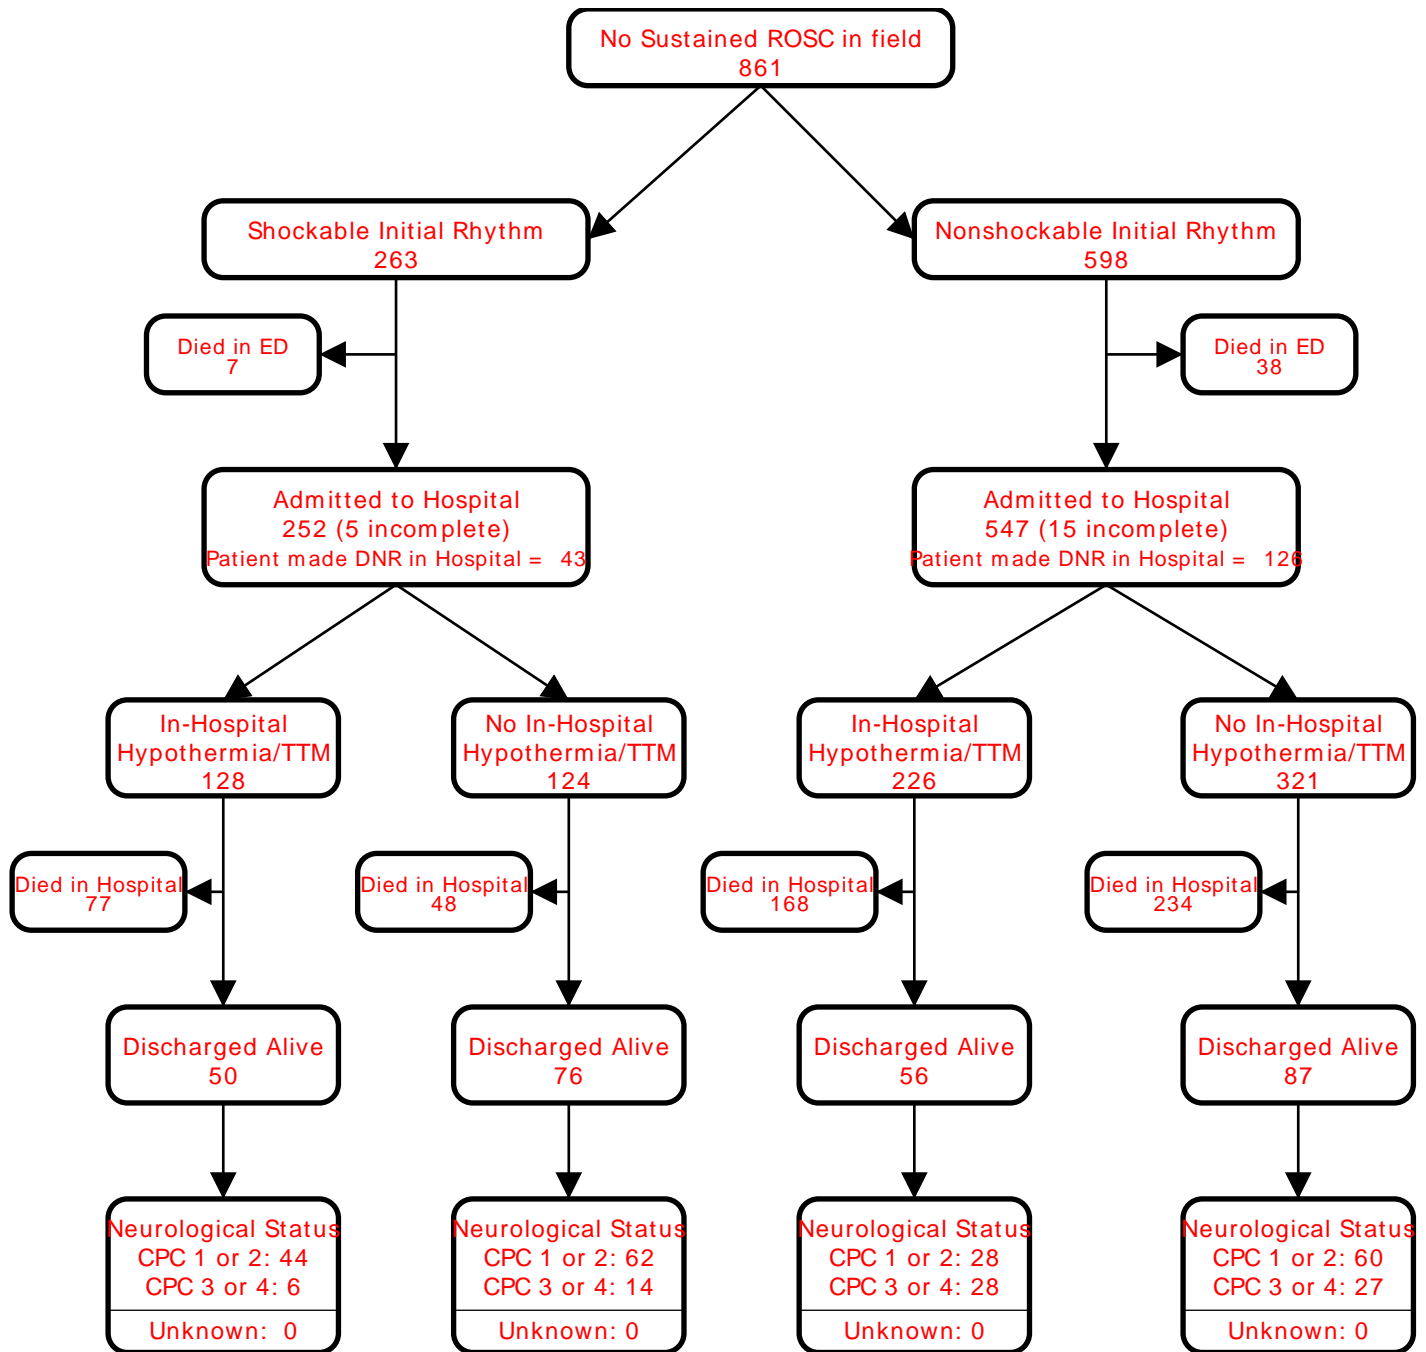 No Sustained ROSC in field
861
Shockable Initial Rhythm
263
Nonshockable Initial Rhythm
598
Died in ED
7
Died in ED
38
Admitted to Hospital
252 (5 incomplete)
Patient made DNR in Hospital = 43
Admitted to Hospital
547 (15 incomplete)
Patient made DNR in Hospital = 126
In-Hospital
Hypothermia/TTM
128
No In-Hospital
Hypothermia/TTM
124
In-Hospital
Hypothermia/TTM
226
No In-Hospital
Hypothermia/TTM
321
Died in Hospital
77
Died in Hospital
48
Died in Hospital
168
Died in Hospital
234
Discharged Alive
50
Discharged Alive
76
Discharged Alive
56
Discharged Alive
87
Neurological Status
CPC 1 or 2: 44
CPC 3 or 4: 6
Unknown: 0
Neurological Status
CPC 1 or 2: 62
CPC 3 or 4: 14
Unknown: 0
Neurological Status
CPC 1 or 2: 28
CPC 3 or 4: 28
Unknown: 0
Neurological Status
CPC 1 or 2: 60
CPC 3 or 4: 27
Unknown: 0